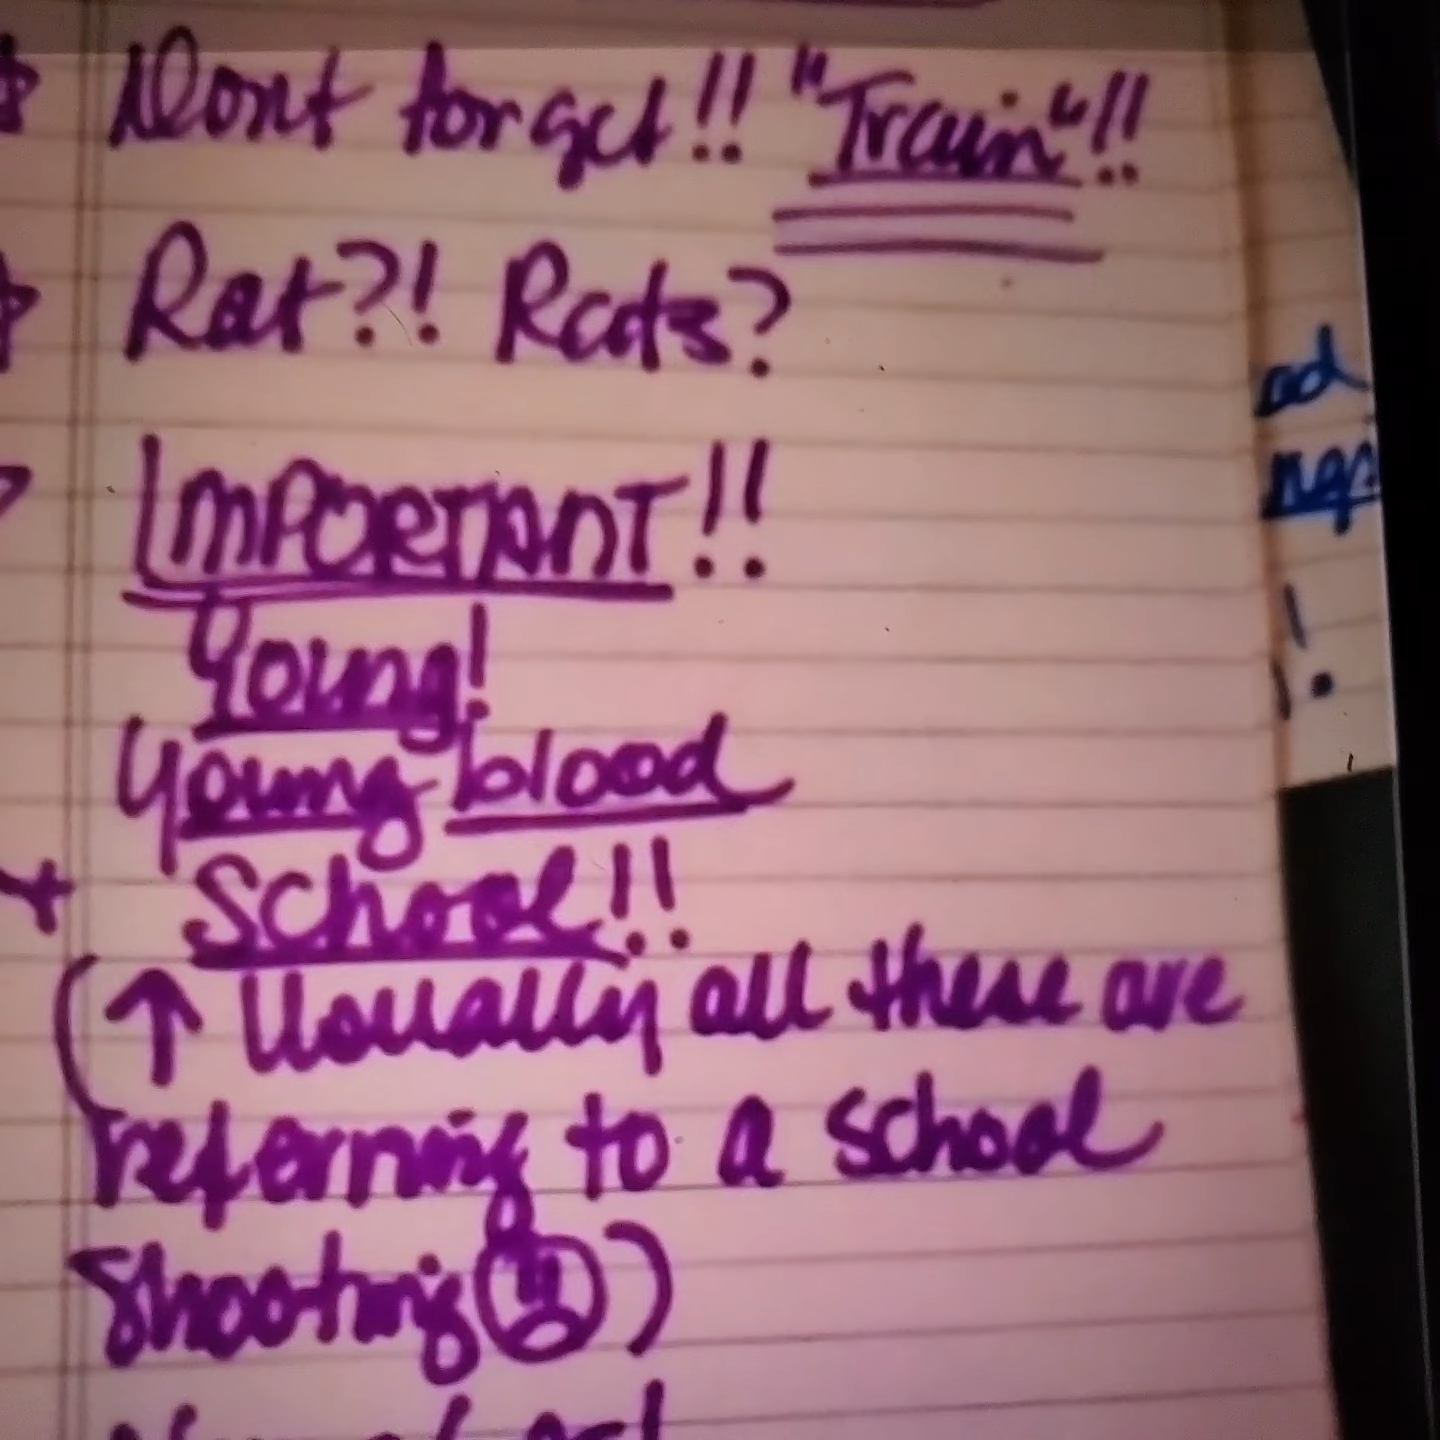 Dont forget!! "Train"!!
Rat?! Rats?
IMPORTANT!!
Young!
Young blood
+ School!!
(↑ Usually all these are
referring to a school
Shooting ☹)